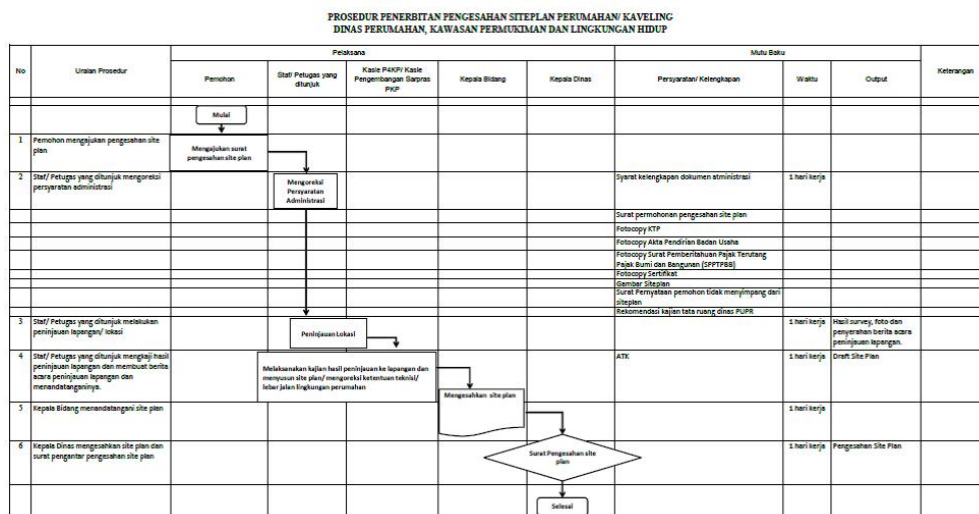 PROSEDUR PENERBITAN PENGESAHAN SITEPLAN PERUMAHAN/ KAVELING
DINAS PERUMAHAN, KAWASAN PERMUKIMAN DAN LINGKUNGAN HIDUP
No
Uraian Prosedur
Pelaksana
Mutu Baku
Keterangan
Pemohon
Staf/ Petugas yang
ditunjuk
Kasie P4KP/ Kasie
Pengembangan Sarpras
PKP
Kepala Bidang
Kepala Dinas
Persyaratan/ Kelengkapan
Waktu
Output
Mulai
1
Pemohon mengajukan pengesahan site
plan
Mengajukan surat
pengesahan site plan
2
Staf/ Petugas yang ditunjuk mengoreksi
persyaratan administrasi
Mengoreksi
Persyaratan
Administrasi
Syarat kelengkapan dokumen atministrasi
1 hari kerja
Surat permohonan pengesahan site plan
Fotocopy KTP
Fotocopy Akta Pendirian Badan Usaha
Fotocopy Surat Pemberitahuan Pajak Terutang
Pajak Bumi dan Bangunan (SPPTPBB)
Fotocopy Sertifikat
Gambar Siteplan
Surat Pernyataan pemohon tidak menyimpang dari
siteplan
Rekomendasi kajian tata ruang dinas PUPR
3
Staf/ Petugas yang ditunjuk melakukan
peninjauan lapangan/ lokasi
Peninjauan Lokasi
1 hari kerja
Hasil survey, foto dan
penyerahan berita acara
peninjauan lapangan.
4
Staf/ Petugas yang ditunjuk mengkaji hasil
peninjauan lapangan dan membuat berita
acara peninjauan lapangan dan
menandatanganinya.
Melaksanakan kajian hasil peninjauan ke lapangan dan
menyusun site plan/ mengoreksi ketentuan teknisi/
lebar jalan lingkungan perumahan
ATK
1 hari kerja
Draft Site Plan
Mengesahkan site plan
5
Kepala Bidang menandatangani site plan
1 hari kerja
6
Kepala Dinas mengesahkan site plan dan
surat pengantar pengesahan site plan
Surat Pengesahan site
plan
1 hari kerja
Pengesahan Site Plan
Selesai